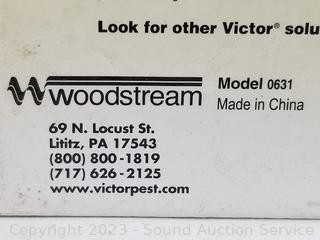 Look for other Victor® solu
woodstream
Model 0631
Made in China
69 N. Locust St.
Lititz, PA 17543
(800) 800-1819
(717) 626-2125
www.victorpest.com
Copyright 2023 - Sound Auction Service